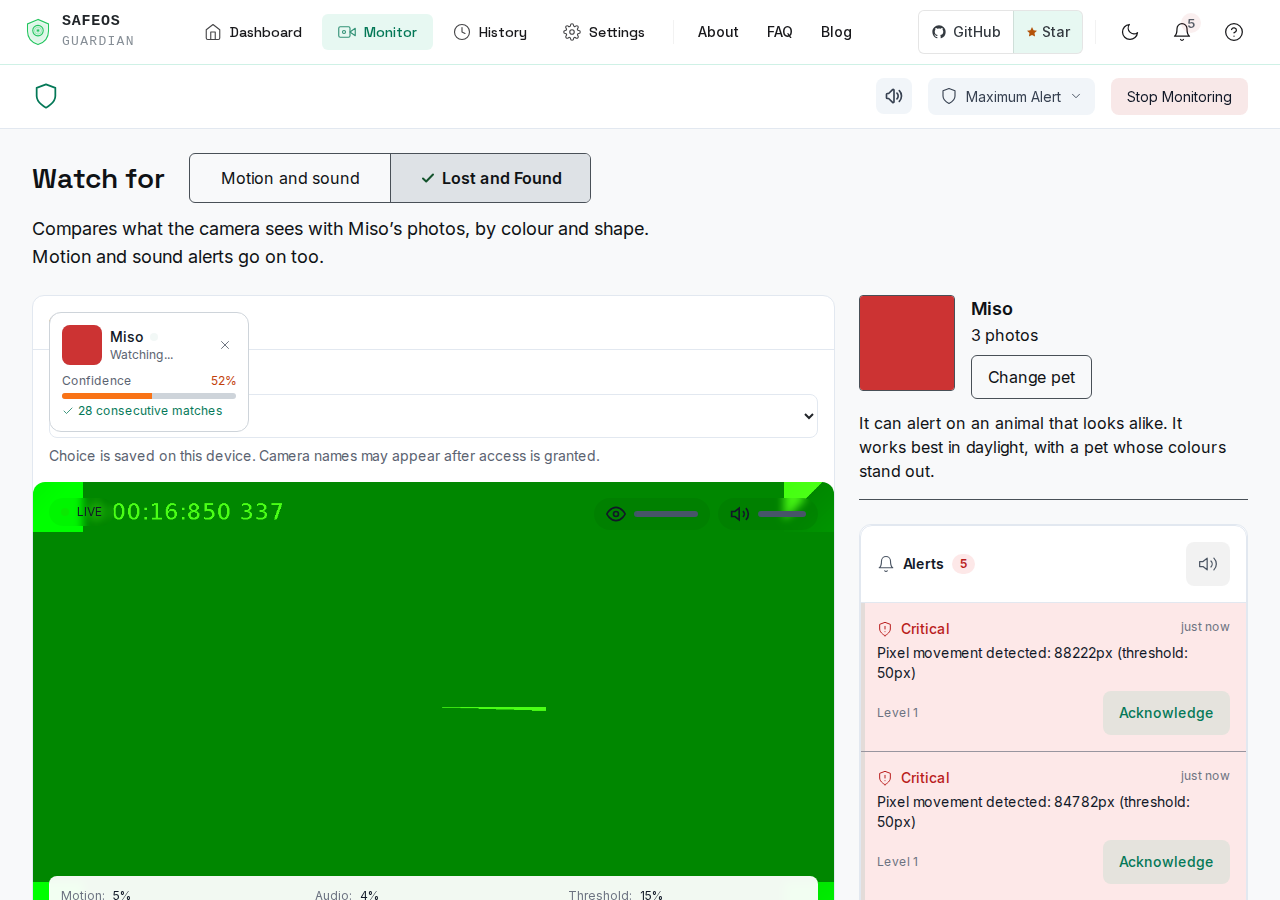 SAFEOS
GUARDIAN
Dashboard
Monitor
History
Settings
About
FAQ
Blog
GitHub
Star
5
Maximum Alert
Stop Monitoring
Watch for
Motion and sound
Lost and Found
Compares what the camera sees with Miso’s photos, by colour and shape.
Motion and sound alerts go on too.
Miso
Watching...
Confidence
52%
28 consecutive matches
Choice is saved on this device. Camera names may appear after access is granted.
LIVE
00:16:850 337
Motion: 5%
Audio: 4%
Threshold: 15%
Miso
3 photos
Change pet
It can alert on an animal that looks alike. It
works best in daylight, with a pet whose colours
stand out.
Alerts
5
Critical
just now
Pixel movement detected: 88222px (threshold:
50px)
Level 1
Acknowledge
Critical
just now
Pixel movement detected: 84782px (threshold:
50px)
Level 1
Acknowledge